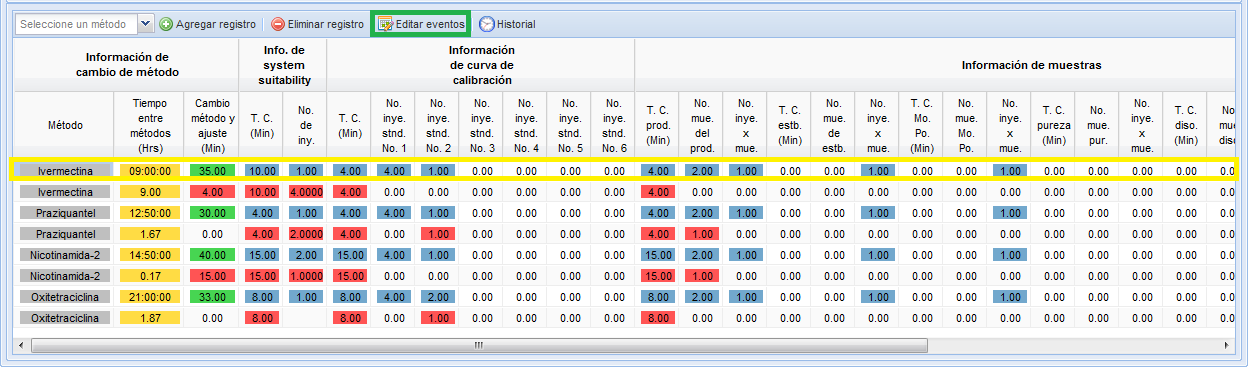 Seleccione un método Agregar registro Eliminar registro Editar eventos Historial
Información de cambio de método Info. de system suitability Información de curva de calibración Información de muestras
Método Tiempo entre métodos (Hrs) Cambio método y ajuste (Min) T. C. (Min) No. de iny. T. C. (Min) No. inye. stnd. No. 1 No. inye. stnd. No. 2 No. inye. stnd. No. 3 No. inye. stnd. No. 4 No. inye. stnd. No. 5 No. inye. stnd. No. 6 T. C. prod. (Min) No. mue. del prod. No. inye. x mue. T. C. estb. (Min) No. mue. de estb. No. inye. x mue. T. C. Mo. Po. (Min) No. mue. Mo. Po. No. inye. x mue. T. C. pureza (Min) No. mue. pur. No. inye. x mue. T. C. diso. (Min)
Ivermectina 09:00:00 35.00 10.00 1.00 4.00 4.00 1.00 0.00 0.00 0.00 0.00 4.00 2.00 1.00 0.00 0.00 1.00 0.00 0.00 1.00 0.00 0.00 0.00 0.00
Ivermectina 9.00 4.00 10.00 4.0000 4.00 0.00 0.00 0.00 0.00 0.00 0.00 4.00 0.00 0.00 0.00 0.00 0.00 0.00 0.00 0.00 0.00 0.00 0.00 0.00
Praziquantel 12:50:00 30.00 4.00 1.00 4.00 4.00 1.00 0.00 0.00 0.00 0.00 4.00 2.00 1.00 0.00 0.00 1.00 0.00 0.00 1.00 0.00 0.00 0.00 0.00
Praziquantel 1.67 0.00 4.00 2.0000 4.00 0.00 1.00 0.00 0.00 0.00 0.00 4.00 1.00 0.00 0.00 0.00 0.00 0.00 0.00 0.00 0.00 0.00 0.00 0.00
Nicotinamida-2 14:50:00 40.00 15.00 2.00 15.00 4.00 1.00 0.00 0.00 0.00 0.00 15.00 2.00 1.00 0.00 0.00 1.00 0.00 0.00 1.00 0.00 0.00 0.00 0.00
Nicotinamida-2 0.17 15.00 15.00 1.0000 15.00 0.00 0.00 0.00 0.00 0.00 0.00 15.00 1.00 0.00 0.00 0.00 0.00 0.00 0.00 0.00 0.00 0.00 0.00 0.00
Oxitetraciclina 21:00:00 33.00 8.00 1.00 8.00 4.00 2.00 0.00 0.00 0.00 0.00 8.00 2.00 1.00 0.00 0.00 1.00 0.00 0.00 1.00 0.00 0.00 0.00 0.00
Oxitetraciclina 1.87 0.00 8.00 8.00 0.00 1.00 0.00 0.00 0.00 0.00 8.00 0.00 0.00 0.00 0.00 0.00 0.00 0.00 0.00 0.00 0.00 0.00 0.00